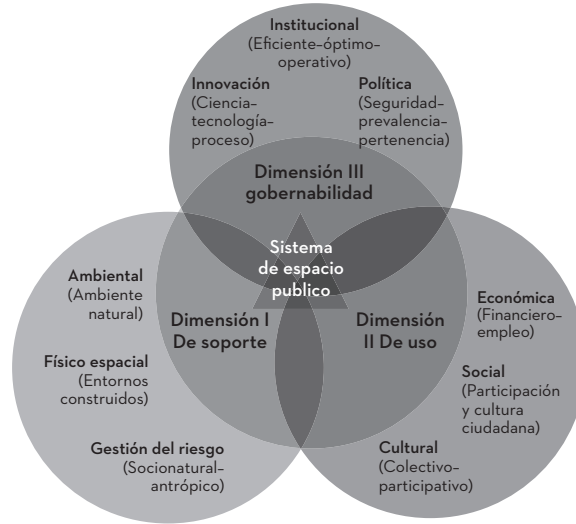 Institucional
(Eficiente–óptimo–
operativo)
Innovación
(Ciencia–
tecnología–
proceso)
Política
(Seguridad–
prevalencia–
pertenencia)
Dimensión III
gobernabilidad
Sistema
de espacio
publico
Ambiental
(Ambiente
natural)
Físico espacial
(Entornos
construidos)
Gestión del riesgo
(Socionatural–
antrópico)
Dimensión I
De soporte
Dimensión
II De uso
Económica
(Financiero–
empleo)
Social
(Participación
y cultura
ciudadana)
Cultural
(Colectivo–
participativo)